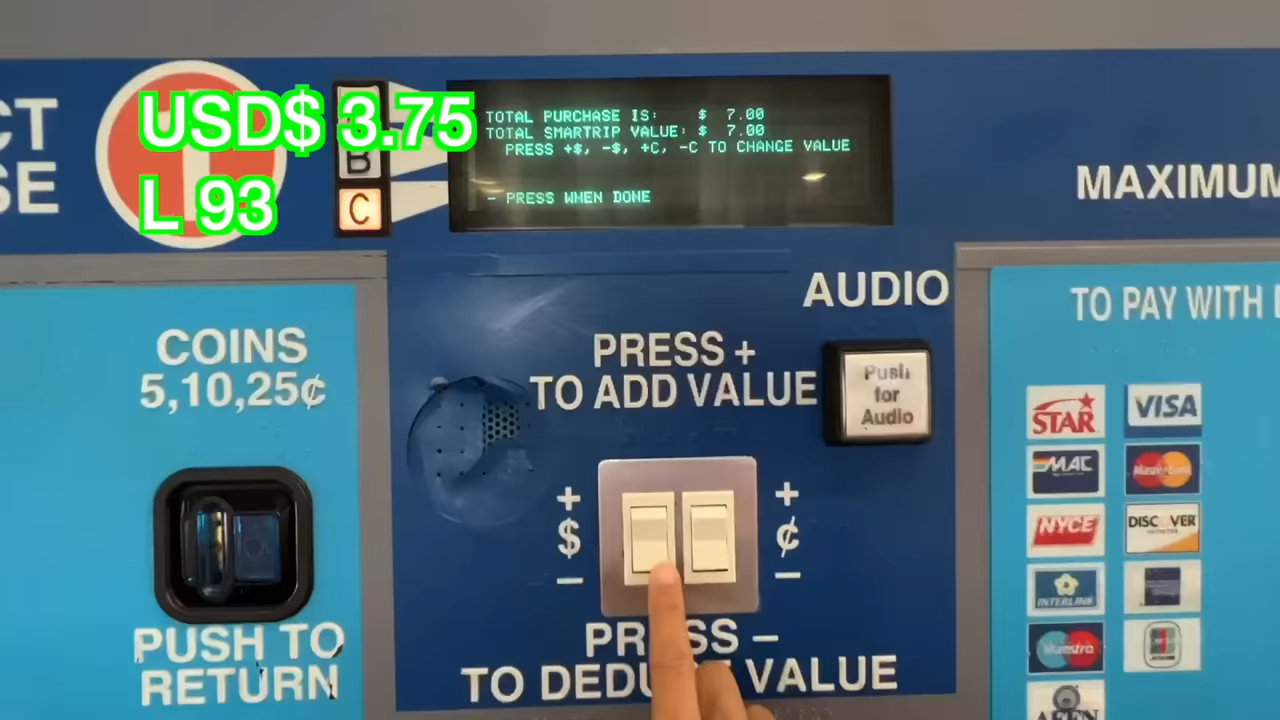 USD$ 3.75
L 93
CT
SE
B
C
TOTAL PURCHASE IS: $ 7.00
TOTAL SMARTRIP VALUE: $ 7.00
PRESS +$, -$, +C, -C TO CHANGE VALUE
- PRESS WHEN DONE
MAXIMUM
COINS
5,10,25¢
PUSH TO
RETURN
AUDIO
Push
for
Audio
PRESS +
TO ADD VALUE
+ +
$ ¢
– –
PRESS –
TO DEDUCT VALUE
TO PAY WITH
STAR
VISA
MAC
MasterCard
NYCE
DISCOVER
INTERLINK
Maestro